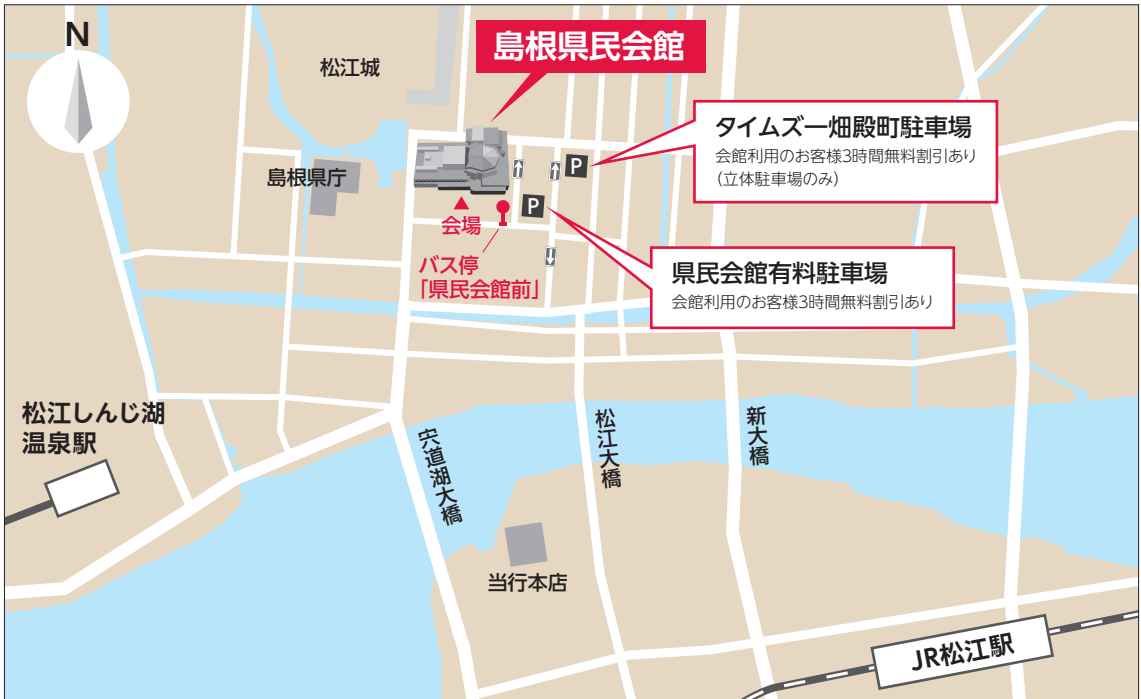 N
島根県民会館
松江城
タイムズ一畑殿町駐車場
会館利用のお客様3時間無料割引あり
(立体駐車場のみ)
P
島根県庁
P
会場
バス停
「県民会館前」
県民会館有料駐車場
会館利用のお客様3時間無料割引あり
松江しんじ湖
温泉駅
宍道湖大橋
松江大橋
新大橋
当行本店
JR松江駅